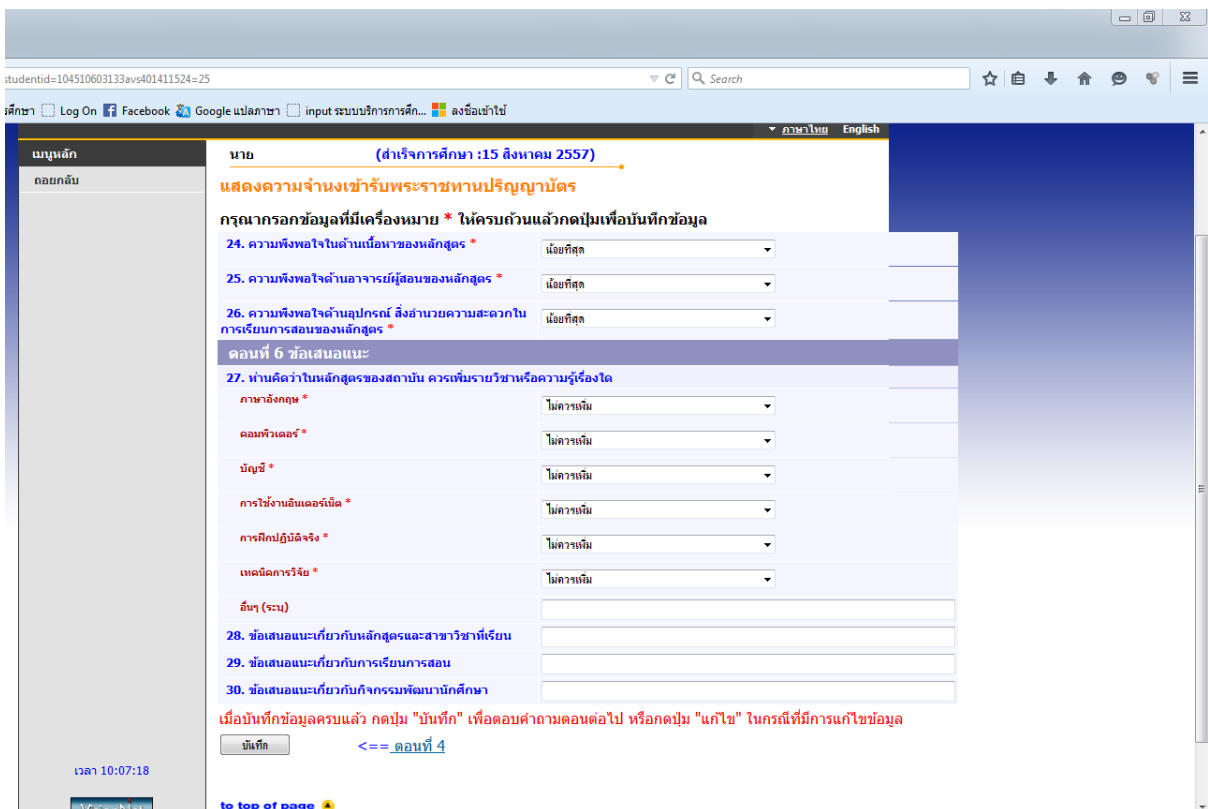 studentid=104510603133avs401411524=25
Search
Log On Facebook Google แปลภาษา input ระบบบริการการศึก... ลงชื่อเข้าใช้
ภาษาไทย English
เมนูหลัก
ถอยกลับ
นาย (สำเร็จการศึกษา :15 สิงหาคม 2557)
แสดงความจำนงเข้ารับพระราชทานปริญญาบัตร
กรุณากรอกข้อมูลที่มีเครื่องหมาย * ให้ครบถ้วนแล้วกดปุ่มเพื่อบันทึกข้อมูล
24. ความพึงพอใจในด้านเนื้อหาของหลักสูตร * น้อยที่สุด
25. ความพึงพอใจด้านอาจารย์ผู้สอนของหลักสูตร * น้อยที่สุด
26. ความพึงพอใจด้านอุปกรณ์ สิ่งอำนวยความสะดวกใน
การเรียนการสอนของหลักสูตร * น้อยที่สุด
ตอนที่ 6 ข้อเสนอแนะ
27. ท่านคิดว่าในหลักสูตรของสถาบัน ควรเพิ่มรายวิชาหรือความรู้เรื่องใด
ภาษาอังกฤษ * ไม่ควรเพิ่ม
คอมพิวเตอร์ * ไม่ควรเพิ่ม
บัญชี * ไม่ควรเพิ่ม
การใช้งานอินเตอร์เน็ต * ไม่ควรเพิ่ม
การฝึกปฏิบัติจริง * ไม่ควรเพิ่ม
เทคนิคการวิจัย * ไม่ควรเพิ่ม
อื่นๆ (ระบุ)
28. ข้อเสนอแนะเกี่ยวกับหลักสูตรและสาขาวิชาที่เรียน
29. ข้อเสนอแนะเกี่ยวกับการเรียนการสอน
30. ข้อเสนอแนะเกี่ยวกับกิจกรรมพัฒนานักศึกษา
เมื่อบันทึกข้อมูลครบแล้ว กดปุ่ม "บันทึก" เพื่อตอบคำถามตอนต่อไป หรือกดปุ่ม "แก้ไข" ในกรณีที่มีการแก้ไขข้อมูล
บันทึก <== ตอนที่ 4
เวลา 10:07:18
to top of page